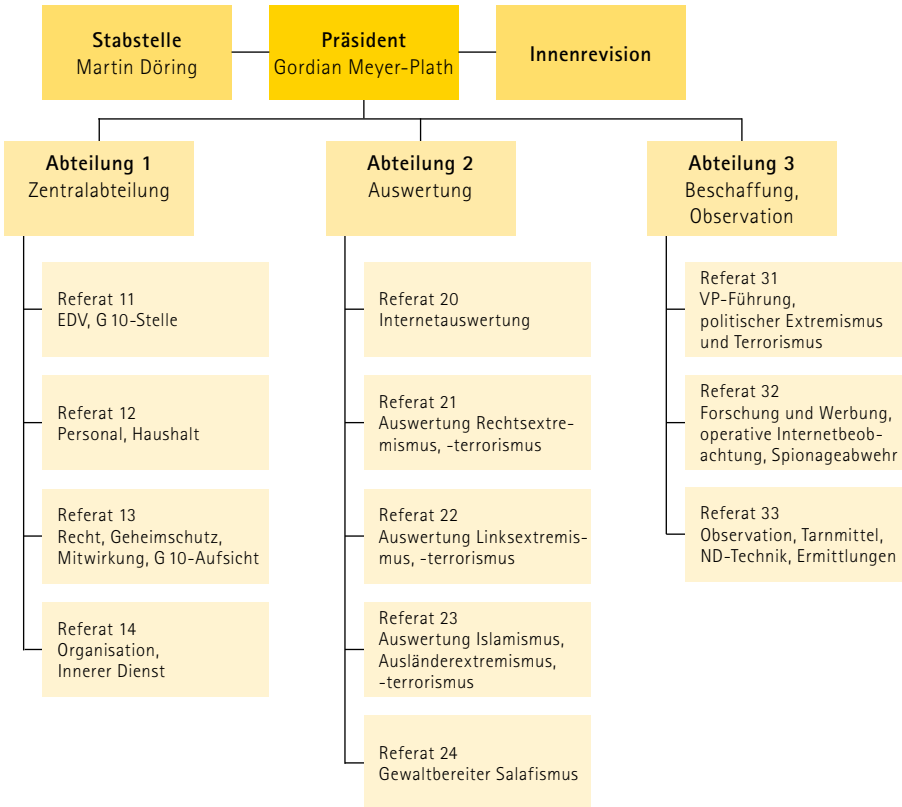 Stabstelle
Martin Döring
Präsident
Gordian Meyer-Plath
Innenrevision
Abteilung 1
Zentralabteilung
Referat 11
EDV, G 10-Stelle
Referat 12
Personal, Haushalt
Referat 13
Recht, Geheimschutz,
Mitwirkung, G 10-Aufsicht
Referat 14
Organisation,
Innerer Dienst
Abteilung 2
Auswertung
Referat 20
Internetauswertung
Referat 21
Auswertung Rechtsextre-
mismus, -terrorismus
Referat 22
Auswertung Linksextremis-
mus, -terrorismus
Referat 23
Auswertung Islamismus,
Ausländerextremismus,
-terrorismus
Referat 24
Gewaltbereiter Salafismus
Abteilung 3
Beschaffung,
Observation
Referat 31
VP-Führung,
politischer Extremismus
und Terrorismus
Referat 32
Forschung und Werbung,
operative Internetbeob-
achtung, Spionageabwehr
Referat 33
Observation, Tarnmittel,
ND-Technik, Ermittlungen